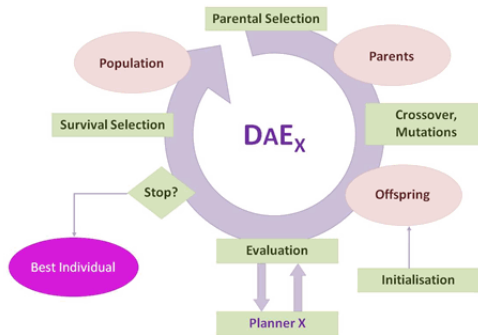 Parental Selection
Population
Parents
Survival Selection
DAEX
Crossover,
Mutations
Stop?
Offspring
Best Individual
Evaluation
Initialisation
Planner X